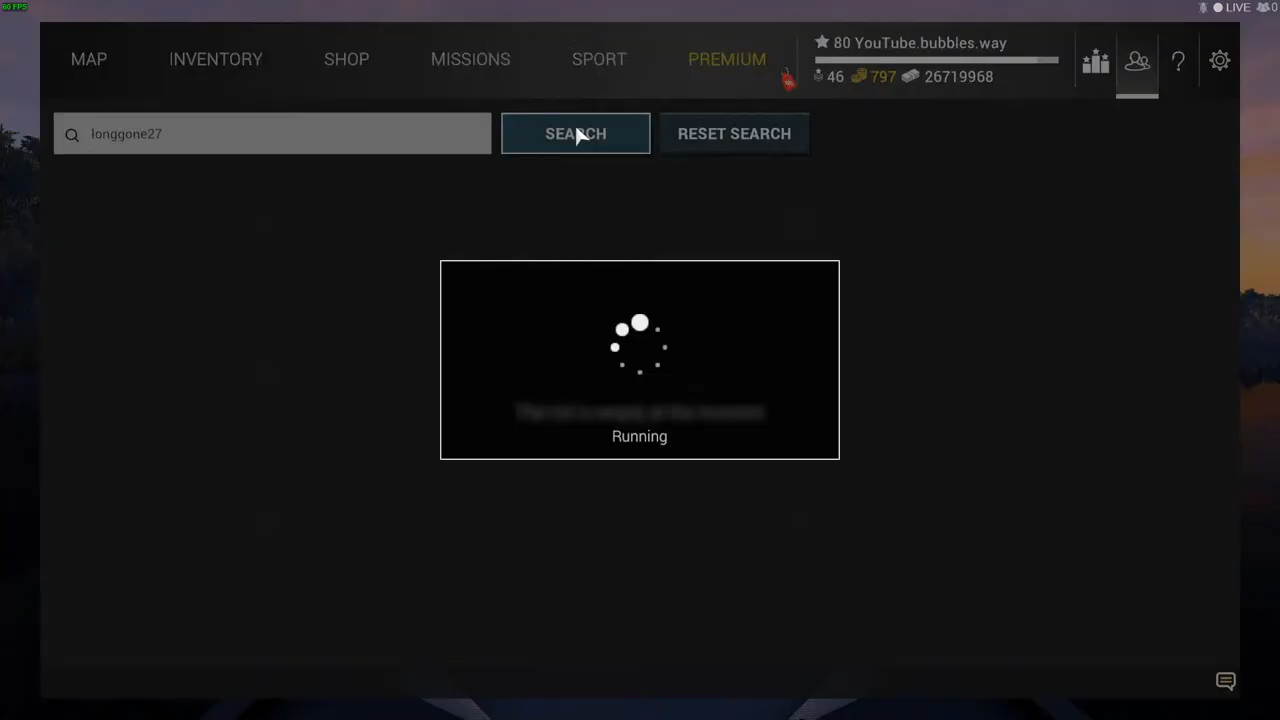 60 FPS
LIVE 0
MAP INVENTORY SHOP MISSIONS SPORT PREMIUM
80 YouTube.bubbles.way
46 797 26719968
?
longgone27
SEARCH
RESET SEARCH
Running